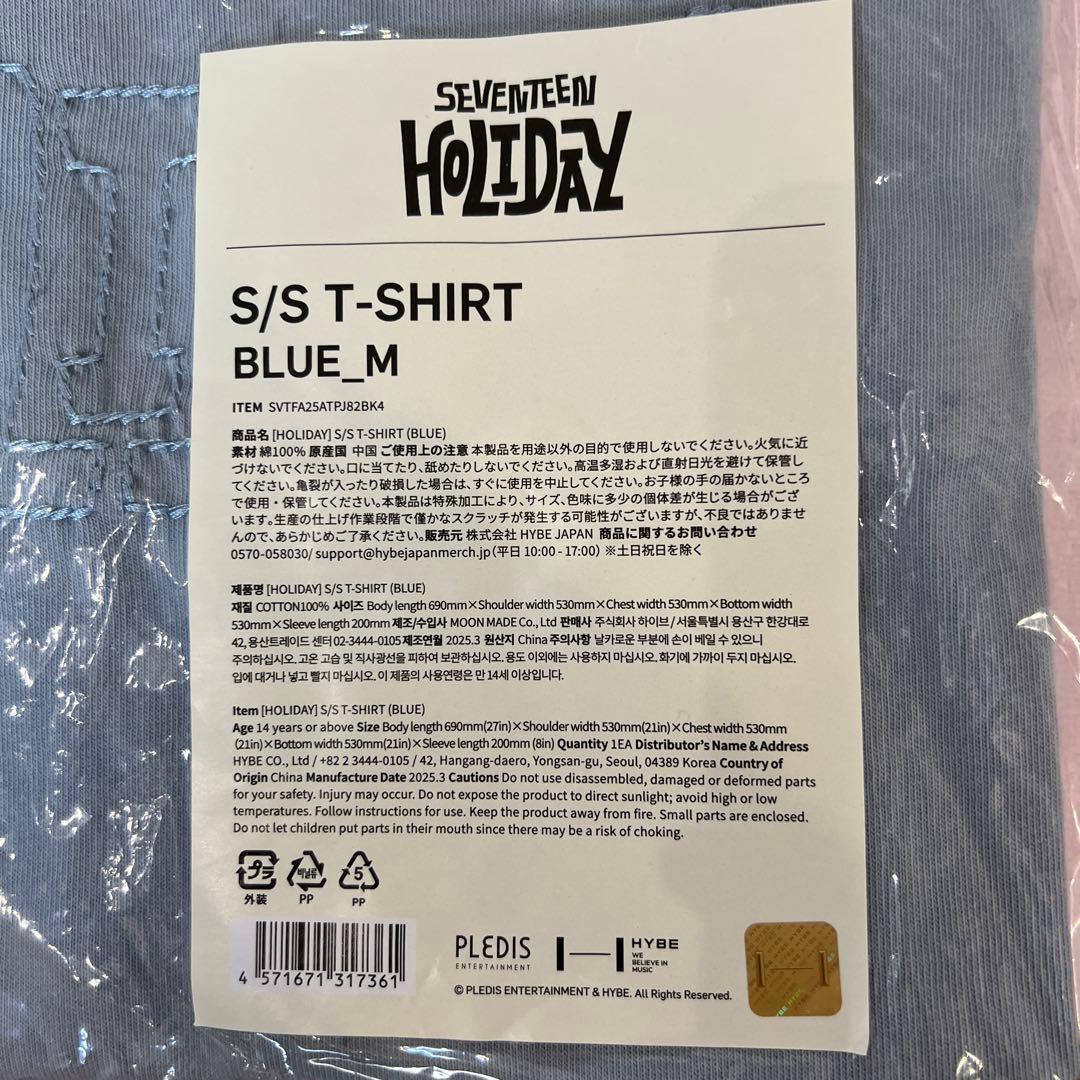 SEVENTEEN
HOLIDAY
S/S T-SHIRT
BLUE_M
ITEM SVTFA25ATPJ82BK4
商品名 [HOLIDAY] S/S T-SHIRT (BLUE)
素材 綿100% 原産国 中国 ご使用上の注意 本製品を用途以外の目的で使用しないでください。火気に近
づけないでください。口に当てたり、舐めたりしないでください。高温多湿および直射日光を避けて保管し
てください。亀裂が入ったり破損した場合は、すぐに使用を中止してください。お子様の手の届かないところ
で使用・保管してください。本製品は特殊加工により、サイズ、色味に多少の個体差が生じる場合がござ
います。生産の仕上げ作業段階で僅かなスクラッチが発生する可能性がございますが、不良ではありませ
んので、あらかじめご了承ください。販売元 株式会社 HYBE JAPAN 商品に関するお問い合わせ
0570-058030/ support@hybejapanmerch.jp (平日 10:00 - 17:00) ※土日祝日を除く
제품명 [HOLIDAY] S/S T-SHIRT (BLUE)
재질 COTTON100% 사이즈 Body length 690mm×Shoulder width 530mm×Chest width 530mm×Bottom width
530mm×Sleeve length 200mm 제조/수입사 MOON MADE Co., Ltd 판매사 주식회사 하이브 / 서울특별시 용산구 한강대로
42, 용산트레이드 센터 02-3444-0105 제조연월 2025.3 원산지 China 주의사항 날카로운 부분에 손이 베일 수 있으니
주의하십시오. 고온 고습 및 직사광선을 피하여 보관하십시오. 용도 이외에는 사용하지 마십시오. 화기에 가까이 두지 마십시오.
입에 대거나 넣고 빨지 마십시오. 이 제품의 사용연령은 만 14세 이상입니다.
Item [HOLIDAY] S/S T-SHIRT (BLUE)
Age 14 years or above Size Body length 690mm(27in)×Shoulder width 530mm(21in)×Chest width 530mm
(21in)×Bottom width 530mm(21in)×Sleeve length 200mm (8in) Quantity 1EA Distributor's Name & Address
HYBE CO., Ltd / +82 2 3444-0105 / 42, Hangang-daero, Yongsan-gu, Seoul, 04389 Korea Country of
Origin China Manufacture Date 2025.3 Cautions Do not use disassembled, damaged or deformed parts
for your safety. Injury may occur. Do not expose the product to direct sunlight; avoid high or low
temperatures. Follow instructions for use. Keep the product away from fire. Small parts are enclosed.
Do not let children put parts in their mouth since there may be a risk of choking.
プラ 비닐류 5
外装 PP PP
4 571671 317361
PLEDIS
ENTERTAINMENT
HYBE
WE
BELIEVE IN
MUSIC
© PLEDIS ENTERTAINMENT & HYBE. All Rights Reserved.